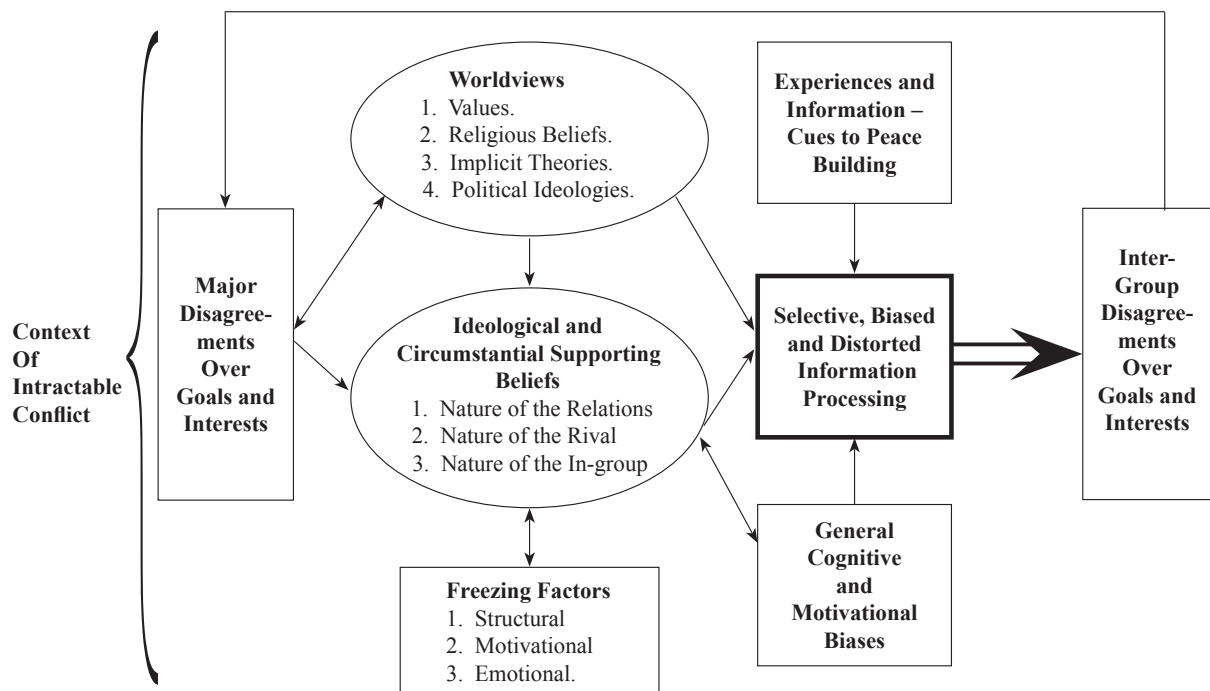 Context
Of
Intractable
Conflict
Major
Disagree-
ments
Over
Goals and
Interests
Worldviews
1. Values.
2. Religious Beliefs.
3. Implicit Theories.
4. Political Ideologies.
Ideological and
Circumstantial Supporting
Beliefs
1. Nature of the Relations
2. Nature of the Rival
3. Nature of the In-group
Freezing Factors
1. Structural
2. Motivational
3. Emotional.
Experiences and
Information –
Cues to Peace
Building
Selective, Biased
and Distorted
Information
Processing
General
Cognitive
and
Motivational
Biases
Inter-
Group
Disagree-
ments
Over
Goals and
Interests